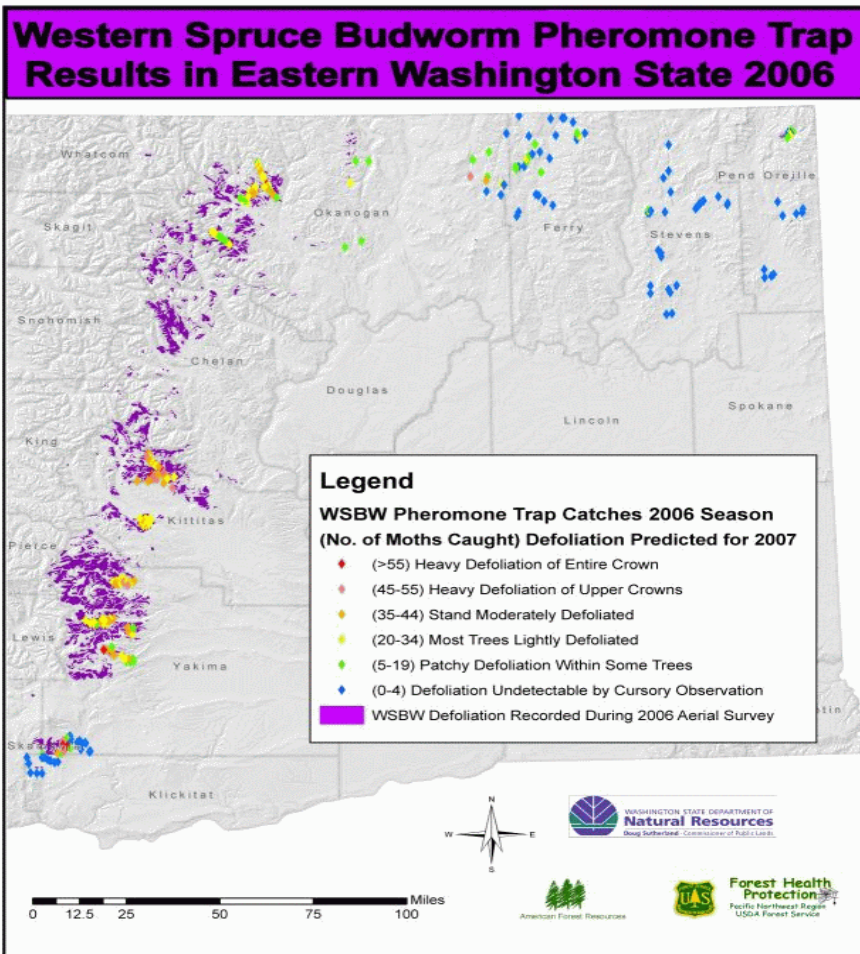 Western Spruce Budworm Pheromone Trap
Results in Eastern Washington State 2006
Whatcom
Pend Oreille
Okanogan
Skagit
Ferry
Stevens
Snohomish
Chelan
Douglas
Spokane
Lincoln
King
Kittitas
Pierce
Lewis
Yakima
Klickitat
Legend
WSBW Pheromone Trap Catches 2006 Season
(No. of Moths Caught) Defoliation Predicted for 2007
(>55) Heavy Defoliation of Entire Crown
(45-55) Heavy Defoliation of Upper Crowns
(35-44) Stand Moderately Defoliated
(20-34) Most Trees Lightly Defoliated
(5-19) Patchy Defoliation Within Some Trees
(0-4) Defoliation Undetectable by Cursory Observation
WSBW Defoliation Recorded During 2006 Aerial Survey
N
W E
S
WASHINGTON STATE DEPARTMENT OF
Natural Resources
Doug Sutherland - Commissioner of Public Lands
Miles
0 12.5 25 50 75 100
American Forest Resources
UAS
Forest Health
Protection
Pacific Northwest Region
USDA Forest Service